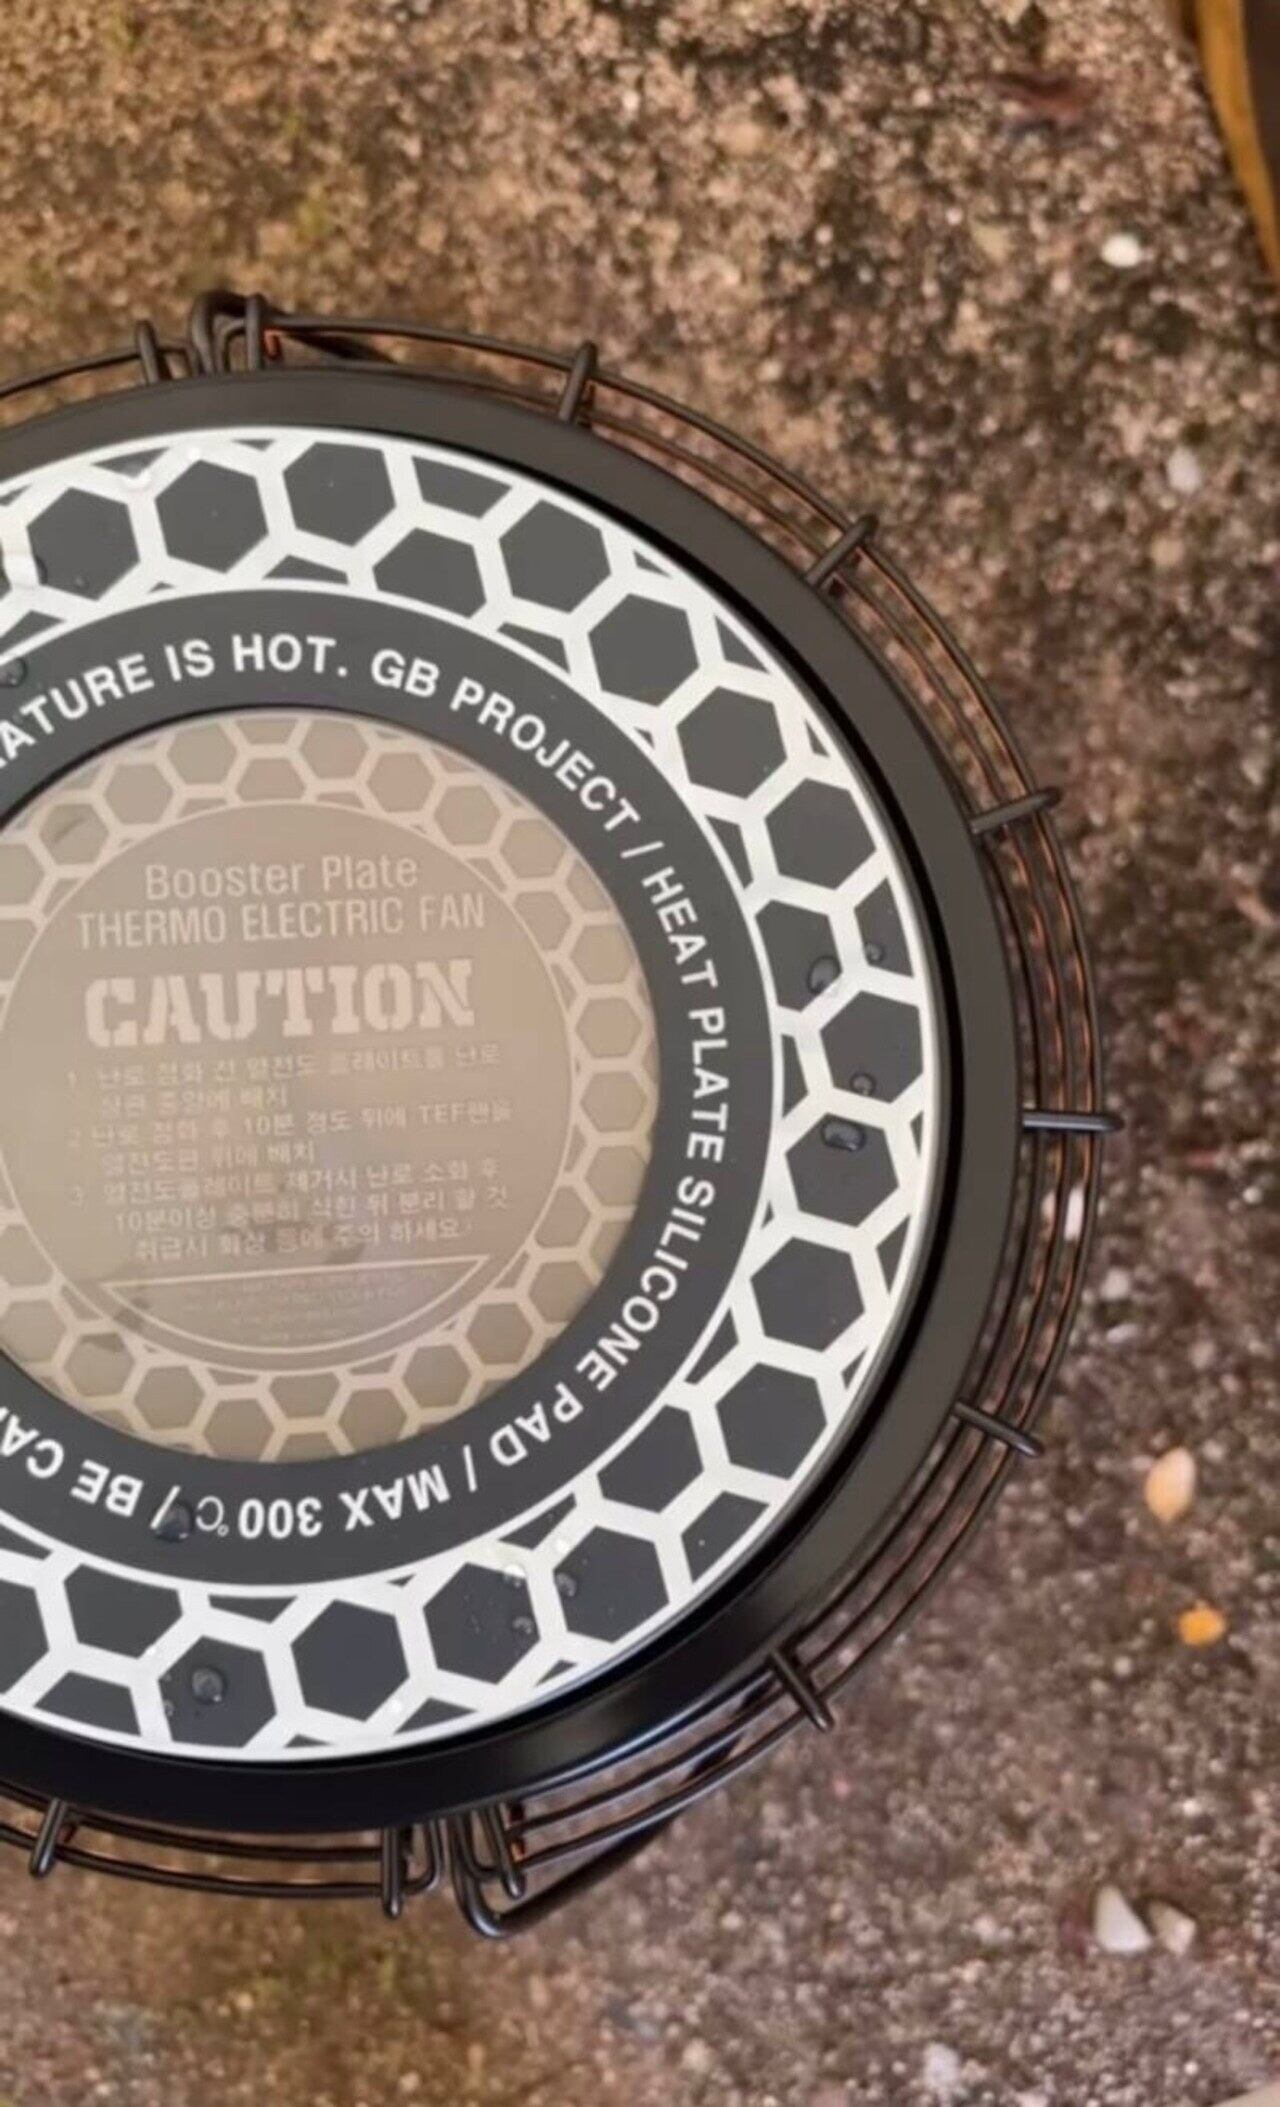 ATURE IS HOT. GB PROJECT / HEAT PLATE SILICONE PAD / MAX 300℃ / BE CA
Booster Plate
THERMO ELECTRIC FAN
CAUTION
1. 난로 점화 전 열전도 플레이트를 난로
상판 중앙에 배치
2. 난로 점화 후 10분 정도 뒤에 TEF팬을
열전도판 위에 배치
3. 열전도플레이트 제거시 난로 소화 후
10분이상 충분히 식힌 뒤 분리 할 것
취급시 화상 등에 주의 하세요.